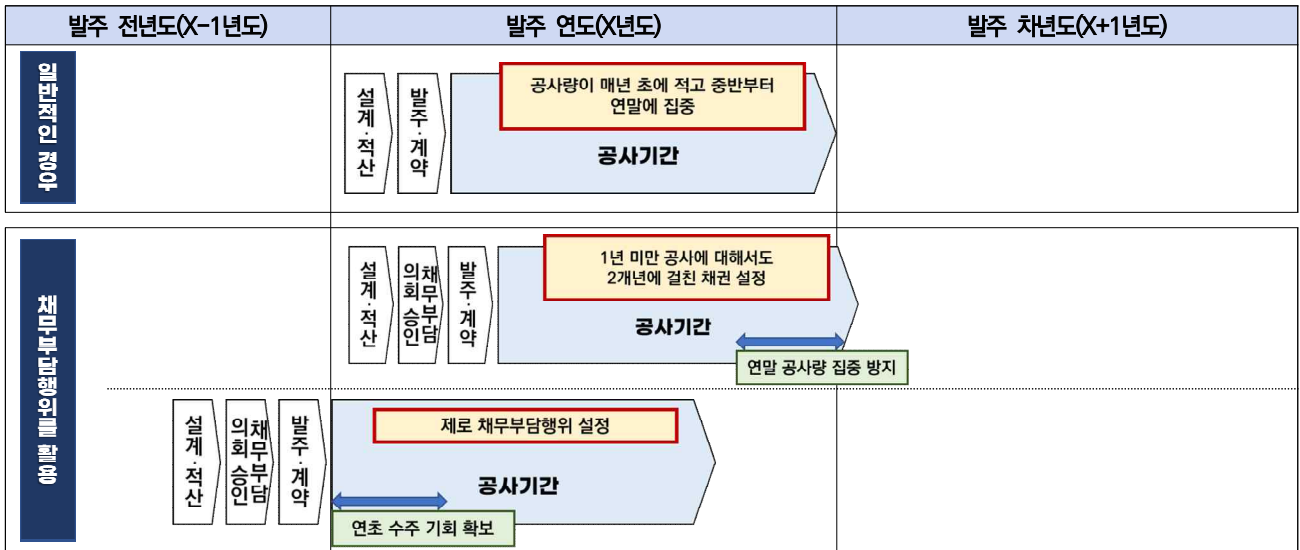 발주 전년도(X-1년도)
발주 연도(X년도)
발주 차년도(X+1년도)
일반적인 경우
설계·적산
발주·계약
공사량이 매년 초에 적고 중반부터
연말에 집중
공사기간
채무부담행위를 활용
설계·적산
채무부담
의회승인
발주·계약
1년 미만 공사에 대해서도
2개년에 걸친 채권 설정
공사기간
연말 공사량 집중 방지
설계·적산
채무부담
의회승인
발주·계약
제로 채무부담행위 설정
공사기간
연초 수주 기회 확보